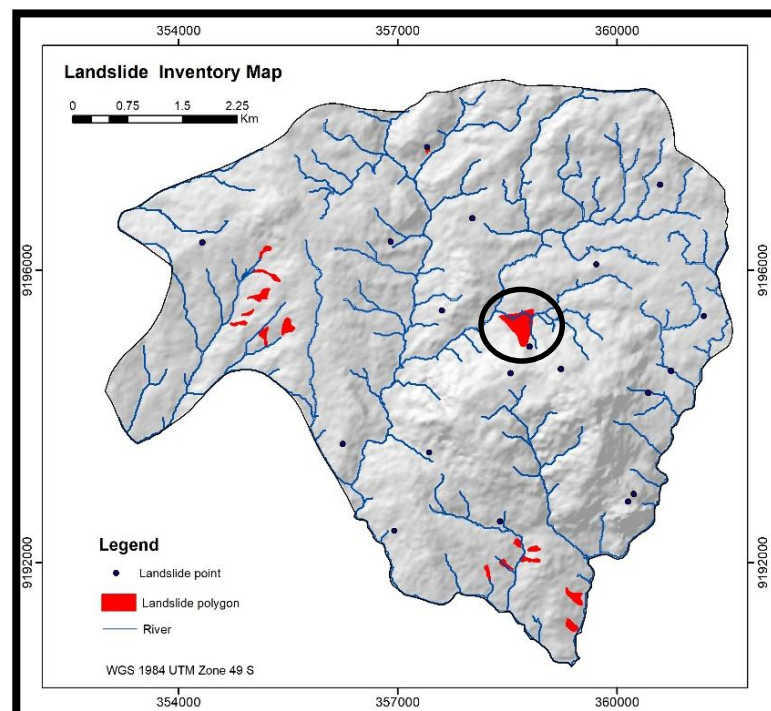 354000 357000 360000
Landslide Inventory Map
0 0.75 1.5 2.25
Km
9196000 9196000
9192000 9192000
Legend
Landslide point
Landslide polygon
River
WGS 1984 UTM Zone 49 S
354000 357000 360000